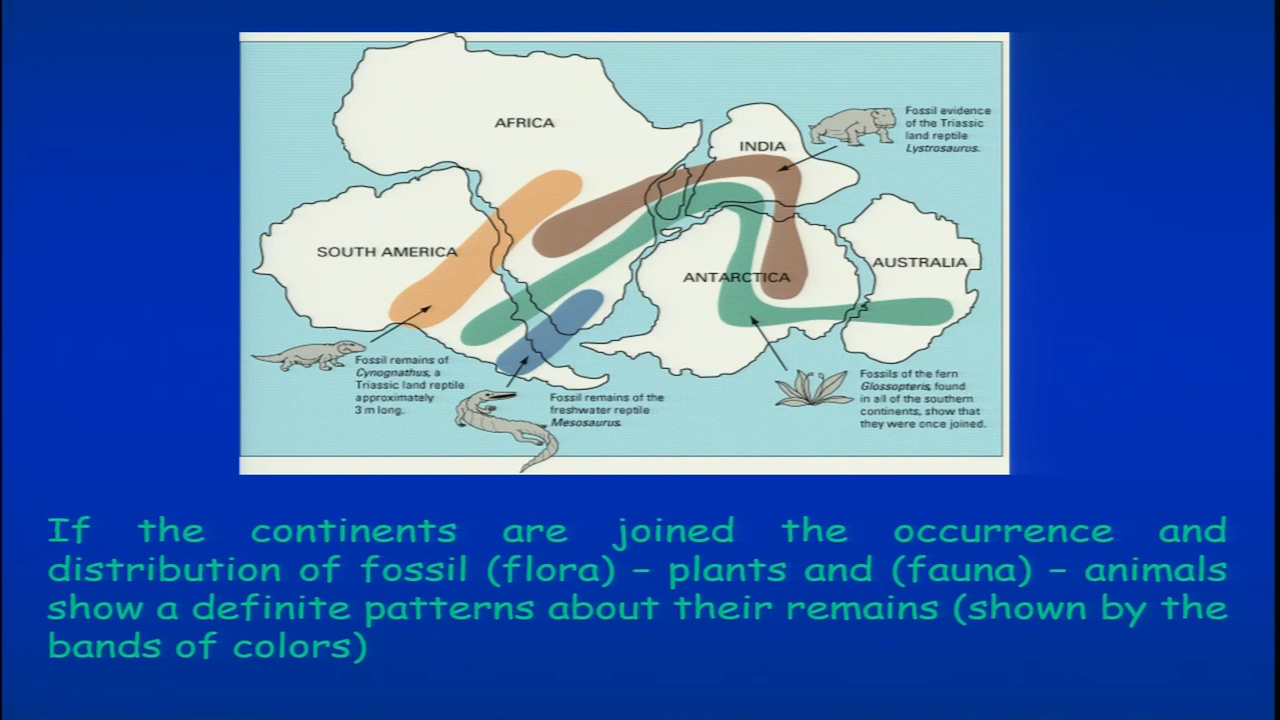 AFRICA
INDIA
Fossil evidence
of the Triassic
land reptile
Lystrosaurus.
SOUTH AMERICA
ANTARCTICA
AUSTRALIA
Fossil remains of
Cynognathus, a
Triassic land reptile
approximately
3 m long.
Fossil remains of the
freshwater reptile
Mesosaurus.
Fossils of the fern
Glossopteris, found
in all of the southern
continents, show that
they were once joined.
If the continents are joined the occurrence and
distribution of fossil (flora) – plants and (fauna) – animals
show a definite patterns about their remains (shown by the
bands of colors)